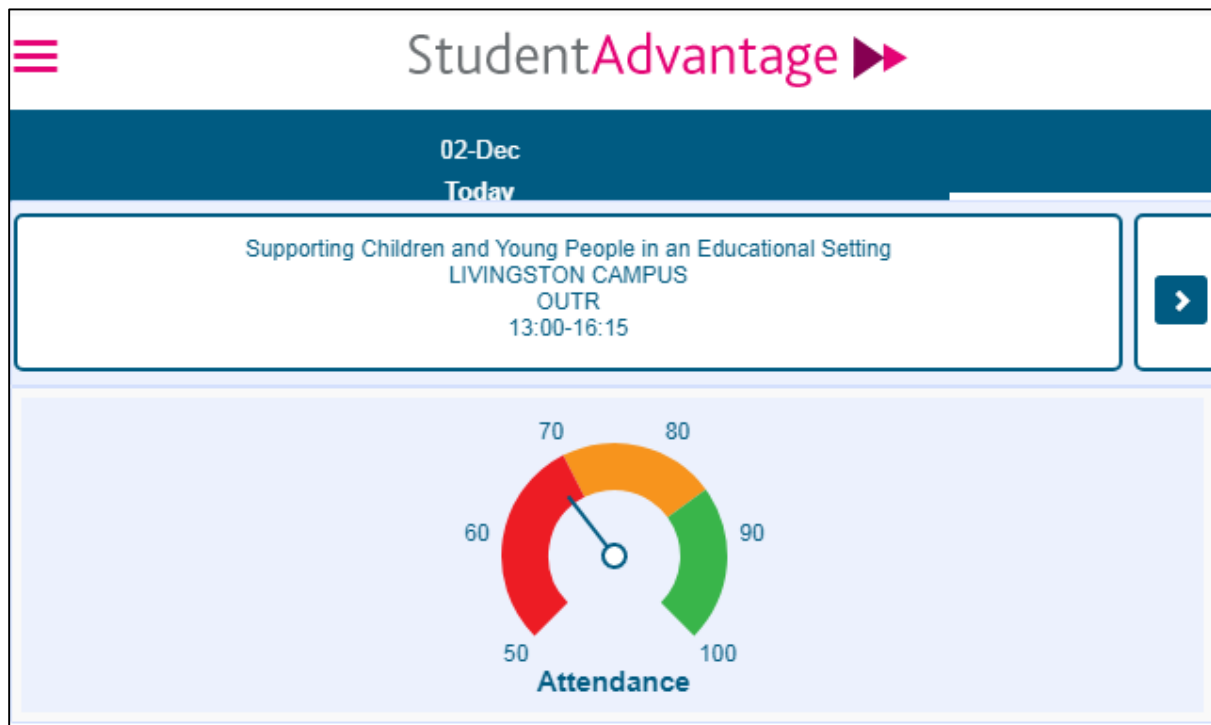 StudentAdvantage
02-Dec
Today
Supporting Children and Young People in an Educational Setting
LIVINGSTON CAMPUS
OUTR
13:00-16:15
70 80
60 90
50 100
Attendance